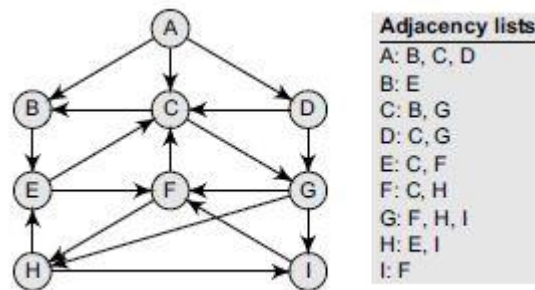 A
B C D
E F G
H I
Adjacency lists
A: B, C, D
B: E
C: B, G
D: C, G
E: C, F
F: C, H
G: F, H, I
H: E, I
I: F